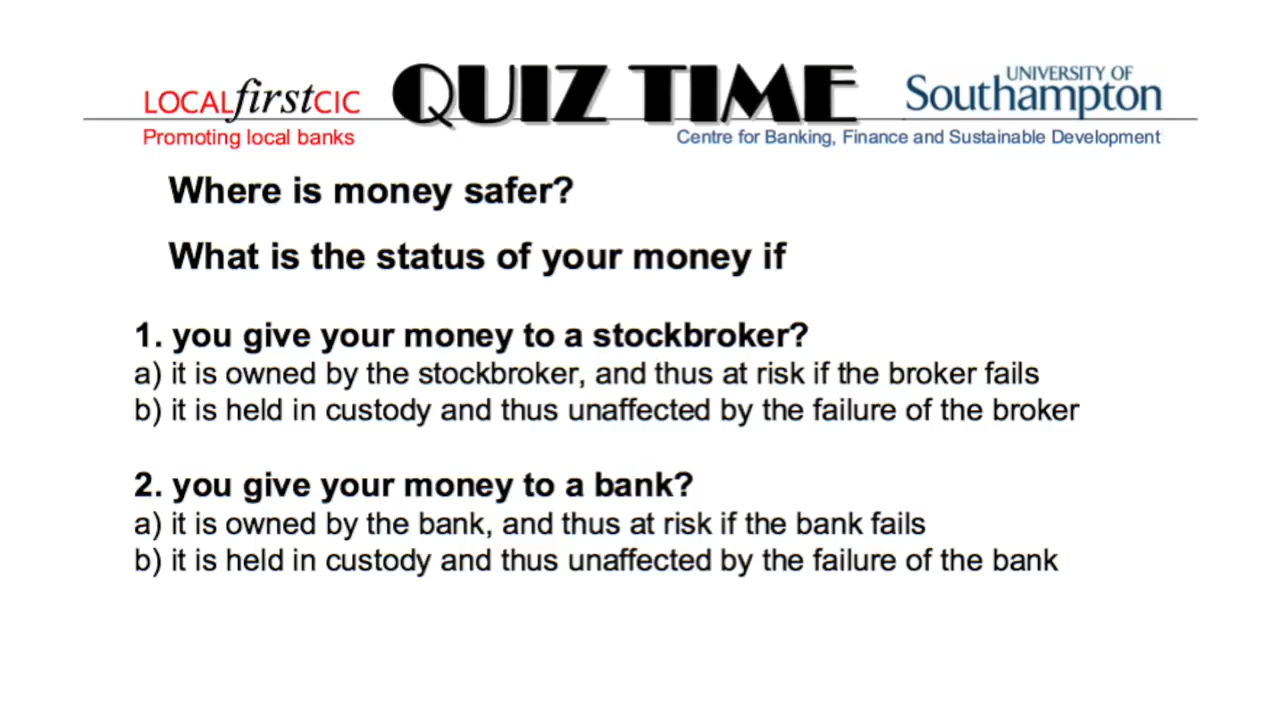 LOCALfirstCIC
QUIZ TIME
UNIVERSITY OF
Southampton
Promoting local banks
Centre for Banking, Finance and Sustainable Development
Where is money safer?
What is the status of your money if
1. you give your money to a stockbroker?
a) it is owned by the stockbroker, and thus at risk if the broker fails
b) it is held in custody and thus unaffected by the failure of the broker
2. you give your money to a bank?
a) it is owned by the bank, and thus at risk if the bank fails
b) it is held in custody and thus unaffected by the failure of the bank